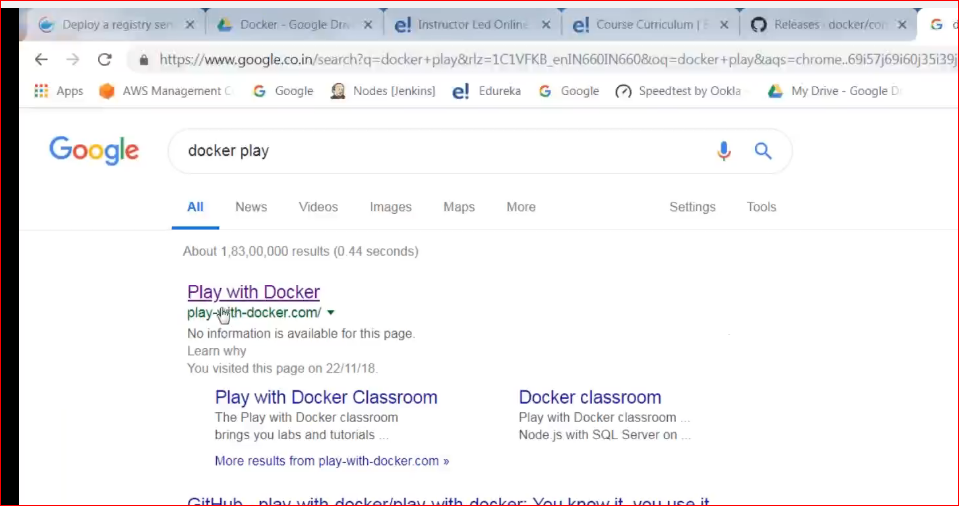 Deploy a registry ser Docker - Google Driv Instructor Led Online Course Curriculum | Releases · docker/con
https://www.google.co.in/search?q=docker+play&rlz=1C1VFKB_enIN660IN660&oq=docker+play&aqs=chrome..69i57j69i60j35i39j
Apps AWS Management C Google Nodes [Jenkins] e! Edureka Google Speedtest by Ookla My Drive - Google D
Google docker play
All News Videos Images Maps More Settings Tools
About 1,83,00,000 results (0.44 seconds)
Play with Docker
play-with-docker.com/
No information is available for this page.
Learn why
You visited this page on 22/11/18.
Play with Docker Classroom Docker classroom
The Play with Docker classroom Play with Docker classroom ...
brings you labs and tutorials ... Node.js with SQL Server on ...
More results from play-with-docker.com »
GitHub - play-with-docker/play-with-docker: You know it, you use it